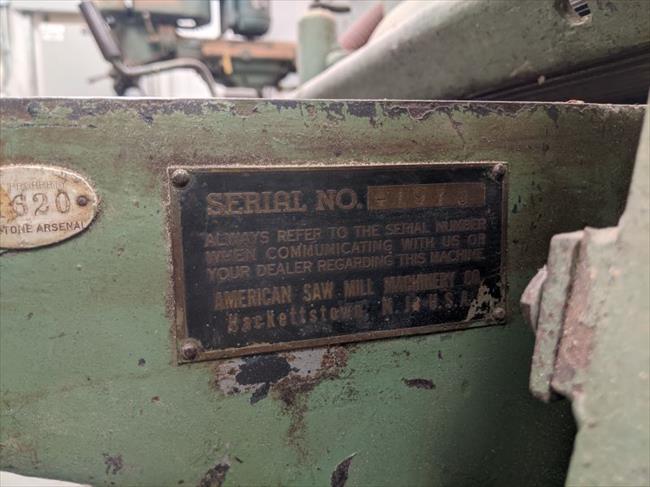 620
TONE ARSENAL
SERIAL NO.
ALWAYS REFER TO THE SERIAL NUMBER
WHEN COMMUNICATING WITH US OR
YOUR DEALER REGARDING THIS MACHINE
AMERICAN SAW MILL MACHINERY CO
Hackettstown, N.J. U.S.A.